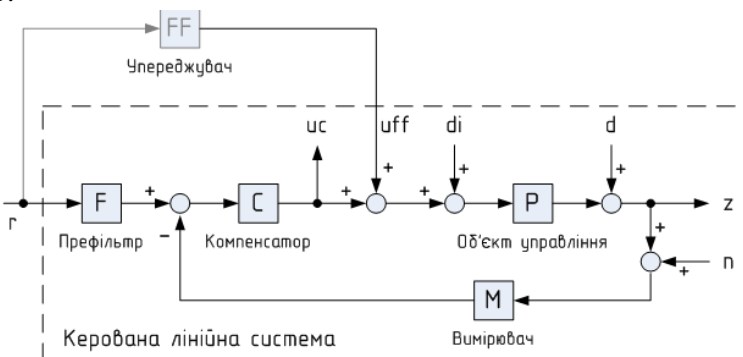 FF
Упереджувач
uc
uff
di
d
+
+
+
+
F
+
C
+
+
P
z
r
Префільтр
−
Компенсатор
Об'єкт управління
+
n
+
M
Керована лінійна система
Вимірювач